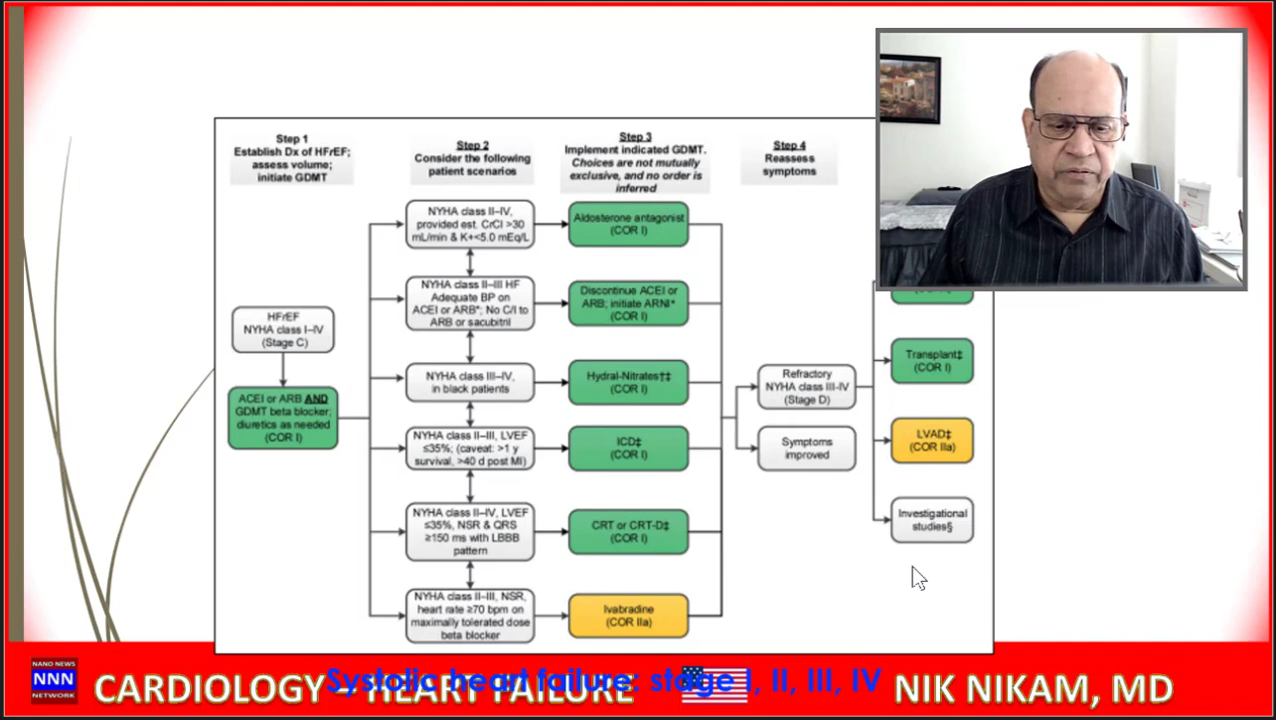 Step 1
Establish Dx of HFrEF;
assess volume;
initiate GDMT
Step 2
Consider the following
patient scenarios
Step 3
Implement indicated GDMT.
Choices are not mutually
exclusive, and no order is
inferred
Step 4
Reassess
symptoms
HFrEF
NYHA class I–IV
(Stage C)
ACEI or ARB AND
GDMT beta blocker;
diuretics as needed
(COR I)
NYHA class II–IV,
provided est. CrCl >30
mL/min & K+<5.0 mEq/L
Aldosterone antagonist
(COR I)
NYHA class II–III HF
Adequate BP on
ACEI or ARB*; No C/I to
ARB or sacubitril
Discontinue ACEI or
ARB; initiate ARNI*
(COR I)
NYHA class III–IV,
in black patients
Hydral-Nitrates†‡
(COR I)
NYHA class II–III, LVEF
≤35%; (caveat: >1 y
survival, >40 d post MI)
ICD‡
(COR I)
NYHA class II–IV, LVEF
≤35%, NSR & QRS
≥150 ms with LBBB
pattern
CRT or CRT-D‡
(COR I)
NYHA class II–III, NSR,
heart rate ≥70 bpm on
maximally tolerated dose
beta blocker
Ivabradine
(COR IIa)
Refractory
NYHA class III-IV
(Stage D)
Symptoms
improved
Transplant‡
(COR I)
LVAD‡
(COR IIa)
Investigational
studies§
NANO NEWS
NNN
NETWORK
CARDIOLOGY – HEART FAILURE
Systolic heart failure: stage I, II, III, IV
NIK NIKAM, MD